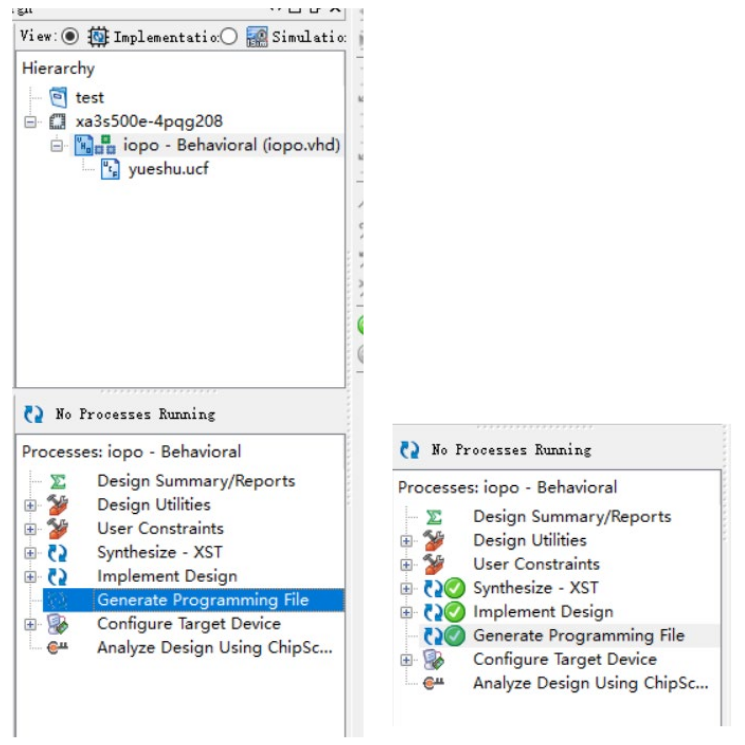 View: Implementatio: Simulatio:
Hierarchy
test
xa3s500e-4pqg208
iopo - Behavioral (iopo.vhd)
yueshu.ucf
No Processes Running
Processes: iopo - Behavioral
Design Summary/Reports
Design Utilities
User Constraints
Synthesize - XST
Implement Design
Generate Programming File
Configure Target Device
Analyze Design Using ChipSc...
No Processes Running
Processes: iopo - Behavioral
Design Summary/Reports
Design Utilities
User Constraints
Synthesize - XST
Implement Design
Generate Programming File
Configure Target Device
Analyze Design Using ChipSc...